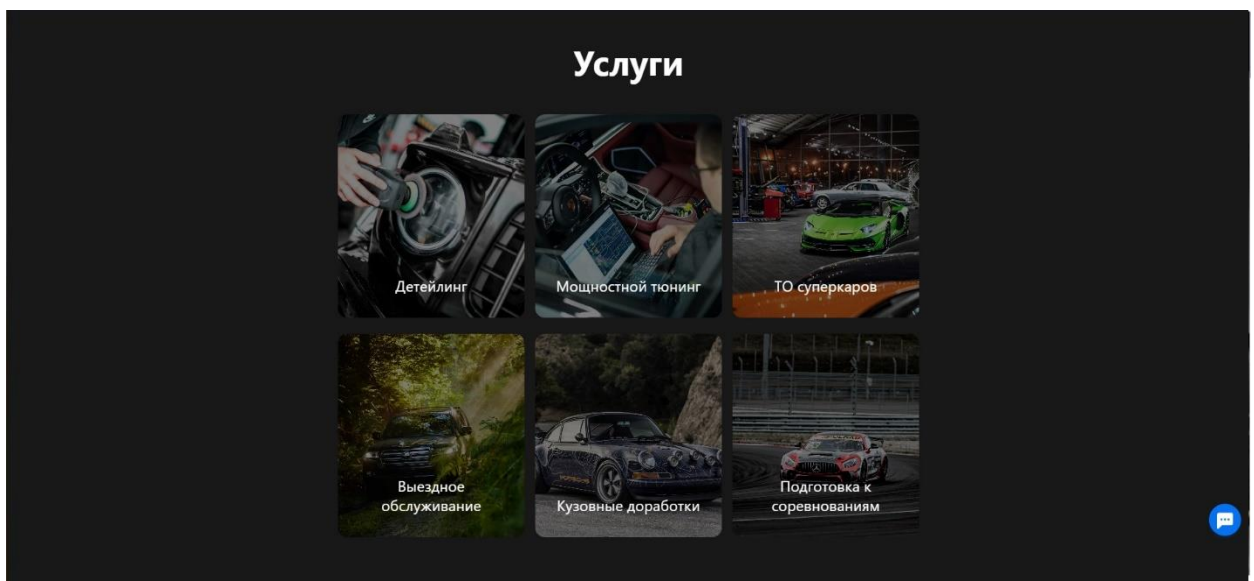 Услуги
Детейлинг
Мощностной тюнинг
ТО суперкаров
Выездное
обслуживание
Кузовные доработки
Подготовка к
соревнованиям